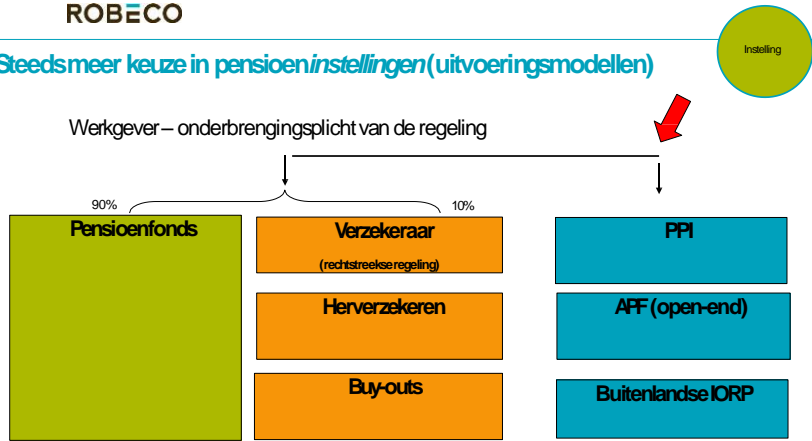 ROBECO
Steeds meer keuze in pensioeninstellingen (uitvoeringsmodellen)
Instelling
Werkgever – onderbrengingsplicht van de regeling
90%
10%
Pensioenfonds
Verzekeraar
(rechtstreekse regeling)
PPI
Herverzekeren
APF (open-end)
Buy-outs
Buitenlandse IORP